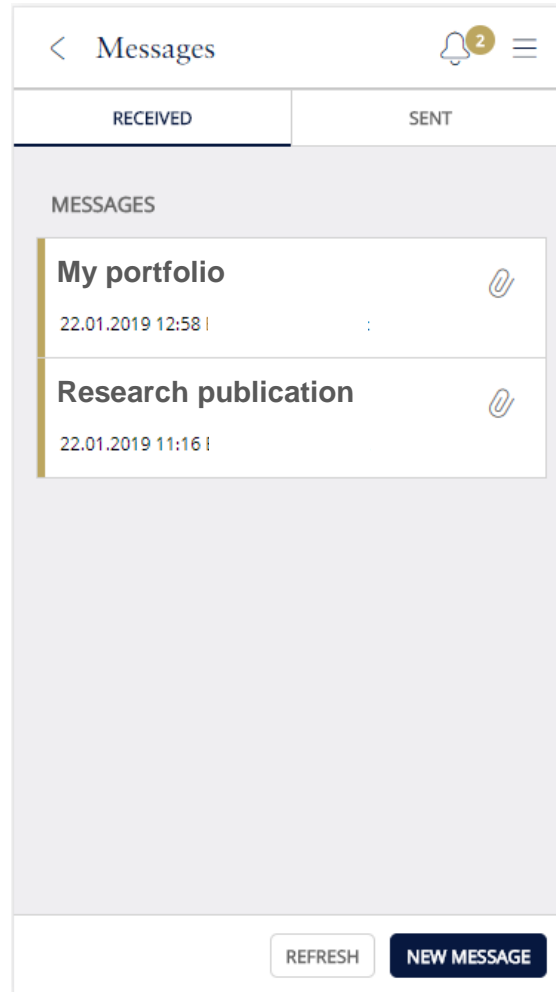 Messages
2
RECEIVED
SENT
MESSAGES
My portfolio
22.01.2019 12:58
Research publication
22.01.2019 11:16
REFRESH
NEW MESSAGE